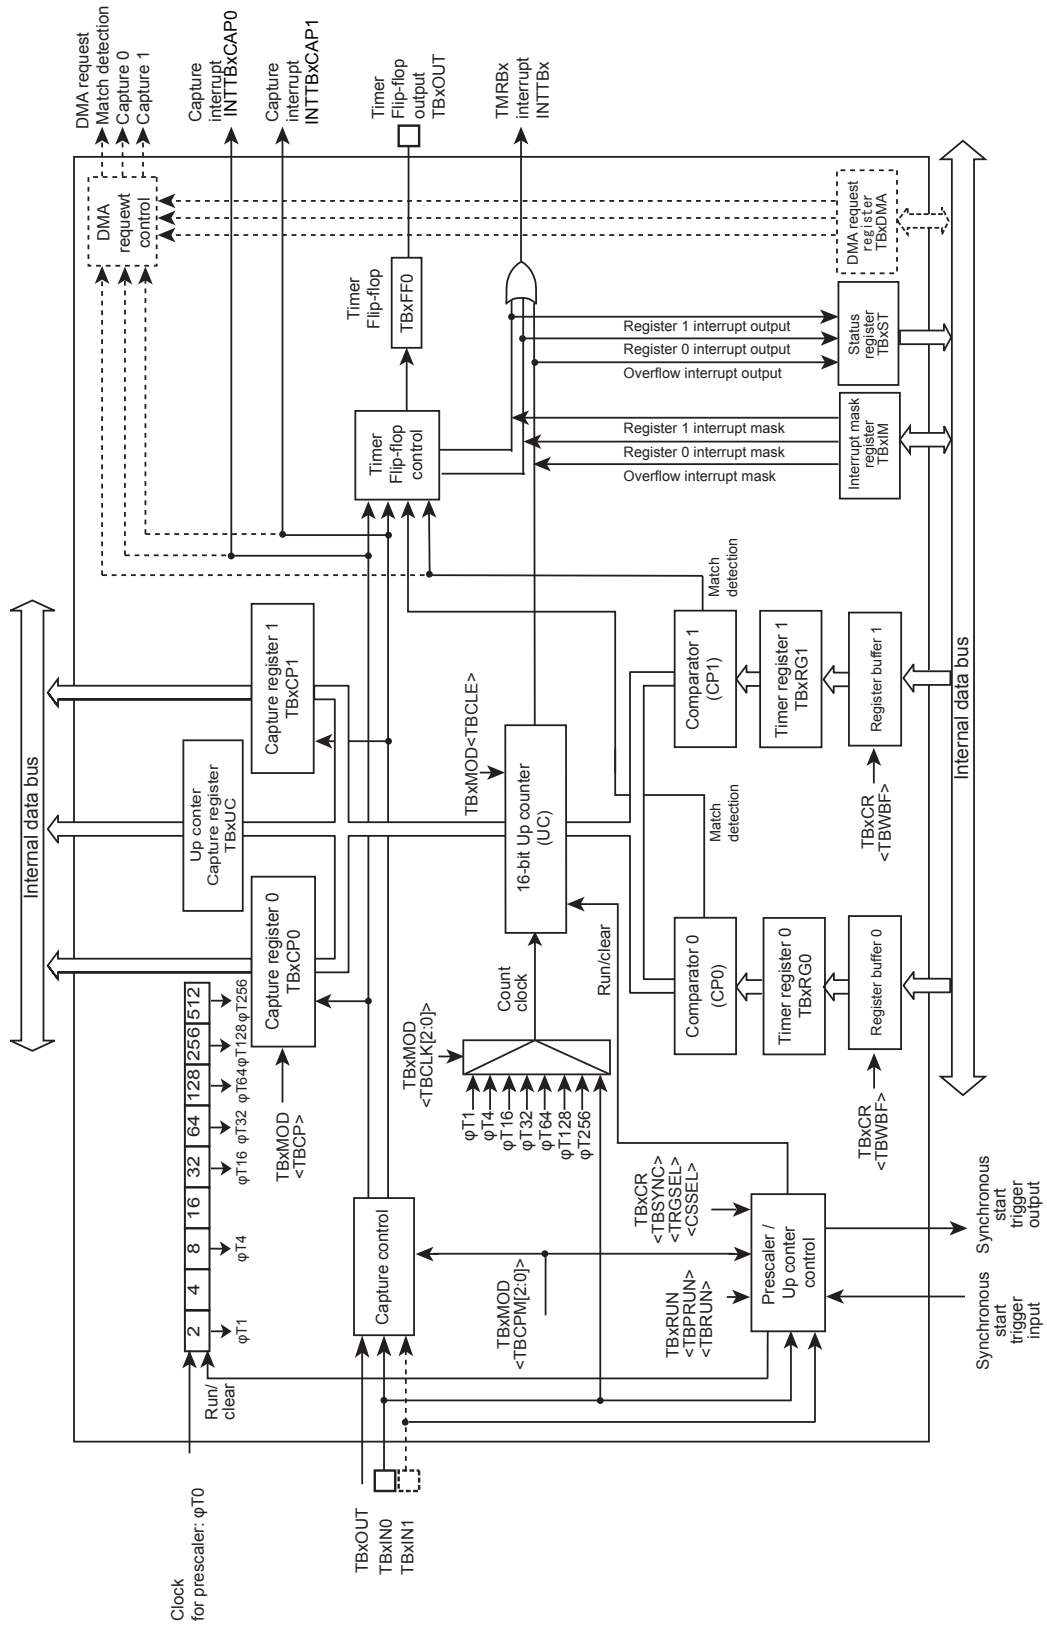 Internal data bus
Clock
for prescaler: φT0
Run/
clear
2
4
8
16
32
64
128
256
512
φT1
φT4
φT16
φT32
φT64
φT128
φT256
TBxOUT
TBxIN0
TBxIN1
Capture control
TBxMOD
<TBCPM[2:0]>
TBxMOD
<TBCP>
Capture register 0
TBxCP0
Up conter
Capture register
TBxUC
Capture register 1
TBxCP1
DMA
requewt
control
DMA request
Match detection
Capture 0
Capture 1
Capture
interrupt
INTTBxCAP0
Capture
interrupt
INTTBxCAP1
Timer
Flip-flop
control
Timer
Flip-flop
TBxFF0
Timer
Flip-flop
output
TBxOUT
TMRBx
interrupt
INTTBx
TBxMOD
<TBCLK[2:0]>
φT1
φT4
φT16
φT32
φT64
φT128
φT256
Count
clock
TBxMOD<TBCLE>
16-bit Up counter
(UC)
Run/clear
Register 1 interrupt mask
Register 0 interrupt mask
Overflow interrupt mask
Register 1 interrupt output
Register 0 interrupt output
Overflow interrupt output
TBxRUN
<TBPRUN>
<TBRUN>
TBxCR
<TBSYNC>
<TRGSEL>
<CSSEL>
Prescaler /
Up conter
control
Comparator 0
(CP0)
Match
detection
Comparator 1
(CP1)
Match
detection
Timer register 0
TBxRG0
Timer register 1
TBxRG1
Register buffer 0
Register buffer 1
TBxCR
<TBWBF>
TBxCR
<TBWBF>
Interrupt mask
register
TBxIM
Status
register
TBxST
DMA request
register
TBxDMA
Internal data bus
Synchronous
start
trigger
input
Synchronous
start
trigger
output